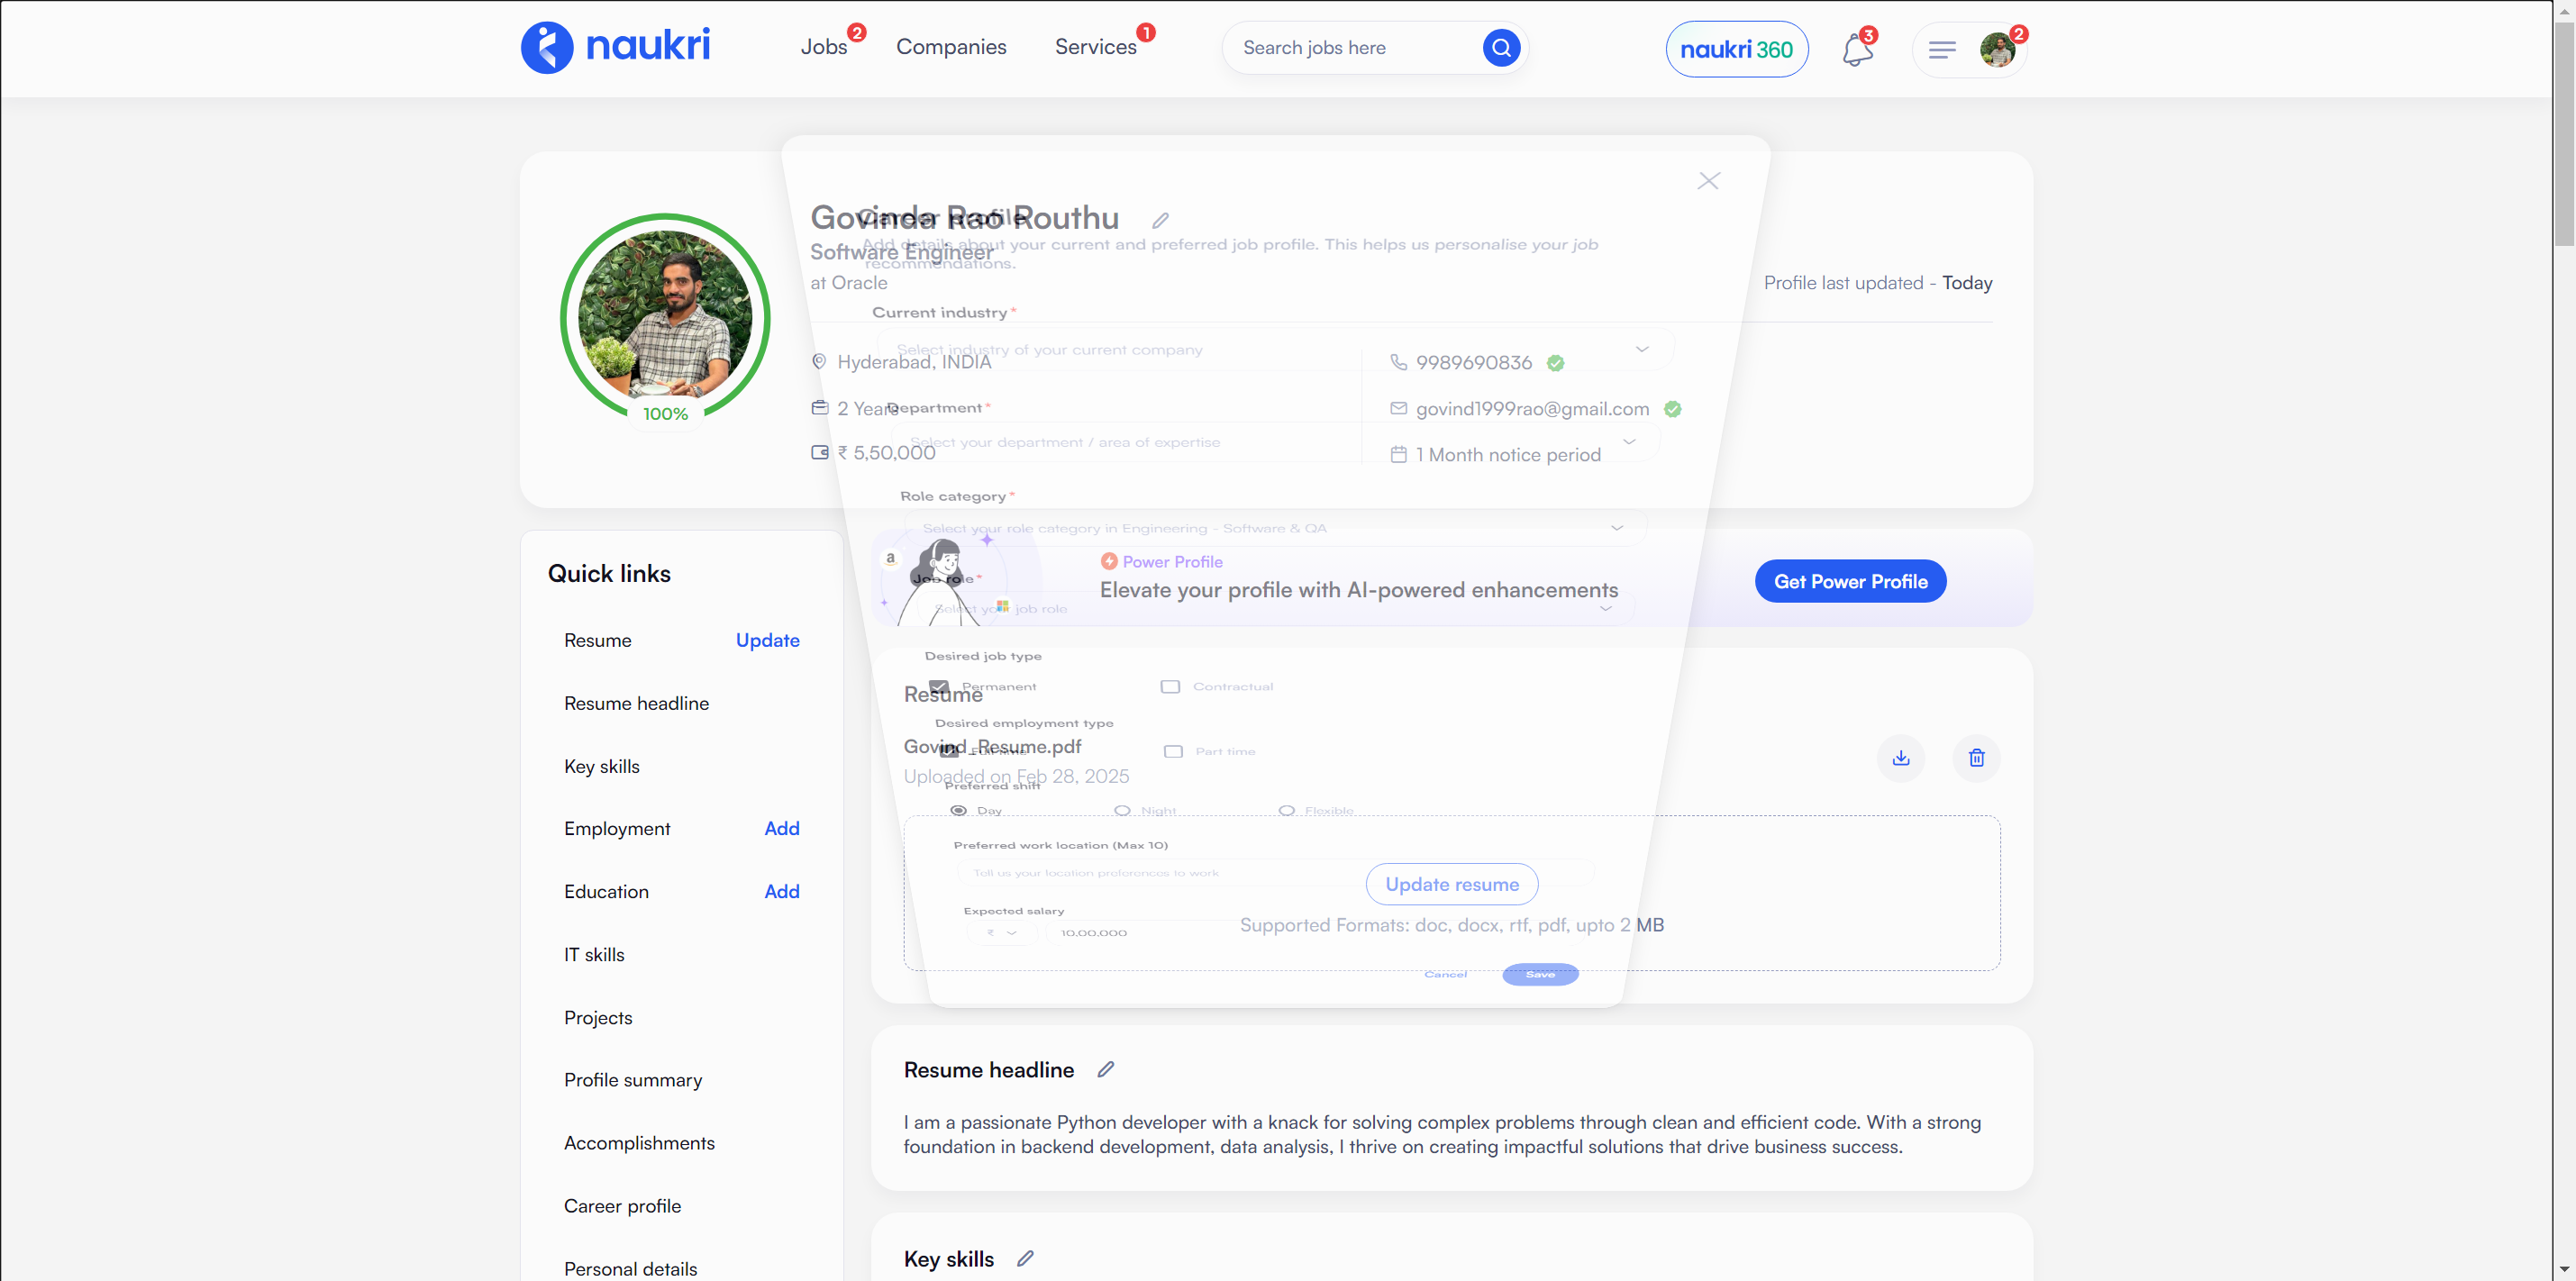 naukri
Jobs 2
Companies
Services 1
Search jobs here
naukri 360
3
2
Govinda Rao Routhu
Career profile
Add details about your current and preferred job profile. This helps us personalise your job
recommendations.
Software Engineer
at Oracle
Profile last updated - Today
Current industry *
Select industry of your current company
Hyderabad, INDIA
9989690836
2 Years
Department *
govind1999rao@gmail.com
Select your department / area of expertise
₹ 5,50,000
1 Month notice period
100%
Role category *
Select your role category in Engineering - Software & QA
a
Power Profile
Elevate your profile with AI-powered enhancements
Get Power Profile
Job role *
Select your job role
Quick links
Resume Update
Resume headline
Key skills
Employment Add
Education Add
IT skills
Projects
Profile summary
Accomplishments
Career profile
Personal details
Desired job type
Permanent Contractual
Resume
Desired employment type
Full time Part time
Govind_Resume.pdf
Uploaded on Feb 28, 2025
Preferred shift
Day Night Flexible
Preferred work location (Max 10)
Tell us your location preferences to work
Update resume
Expected salary
₹ 10,00,000
Supported Formats: doc, docx, rtf, pdf, upto 2 MB
Cancel Save
Resume headline
I am a passionate Python developer with a knack for solving complex problems through clean and efficient code. With a strong
foundation in backend development, data analysis, I thrive on creating impactful solutions that drive business success.
Key skills